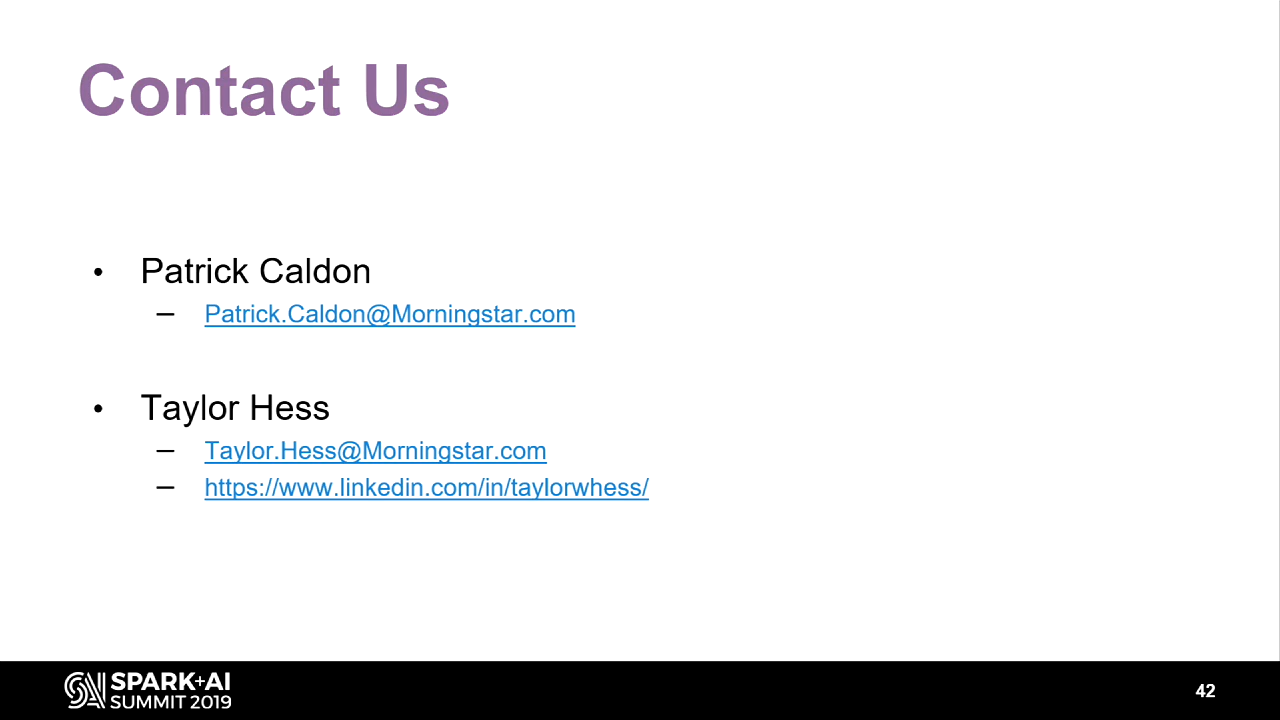 Contact Us
• Patrick Caldon
– Patrick.Caldon@Morningstar.com
• Taylor Hess
– Taylor.Hess@Morningstar.com
– https://www.linkedin.com/in/taylorwhess/
SPARK+AI
SUMMIT 2019
42